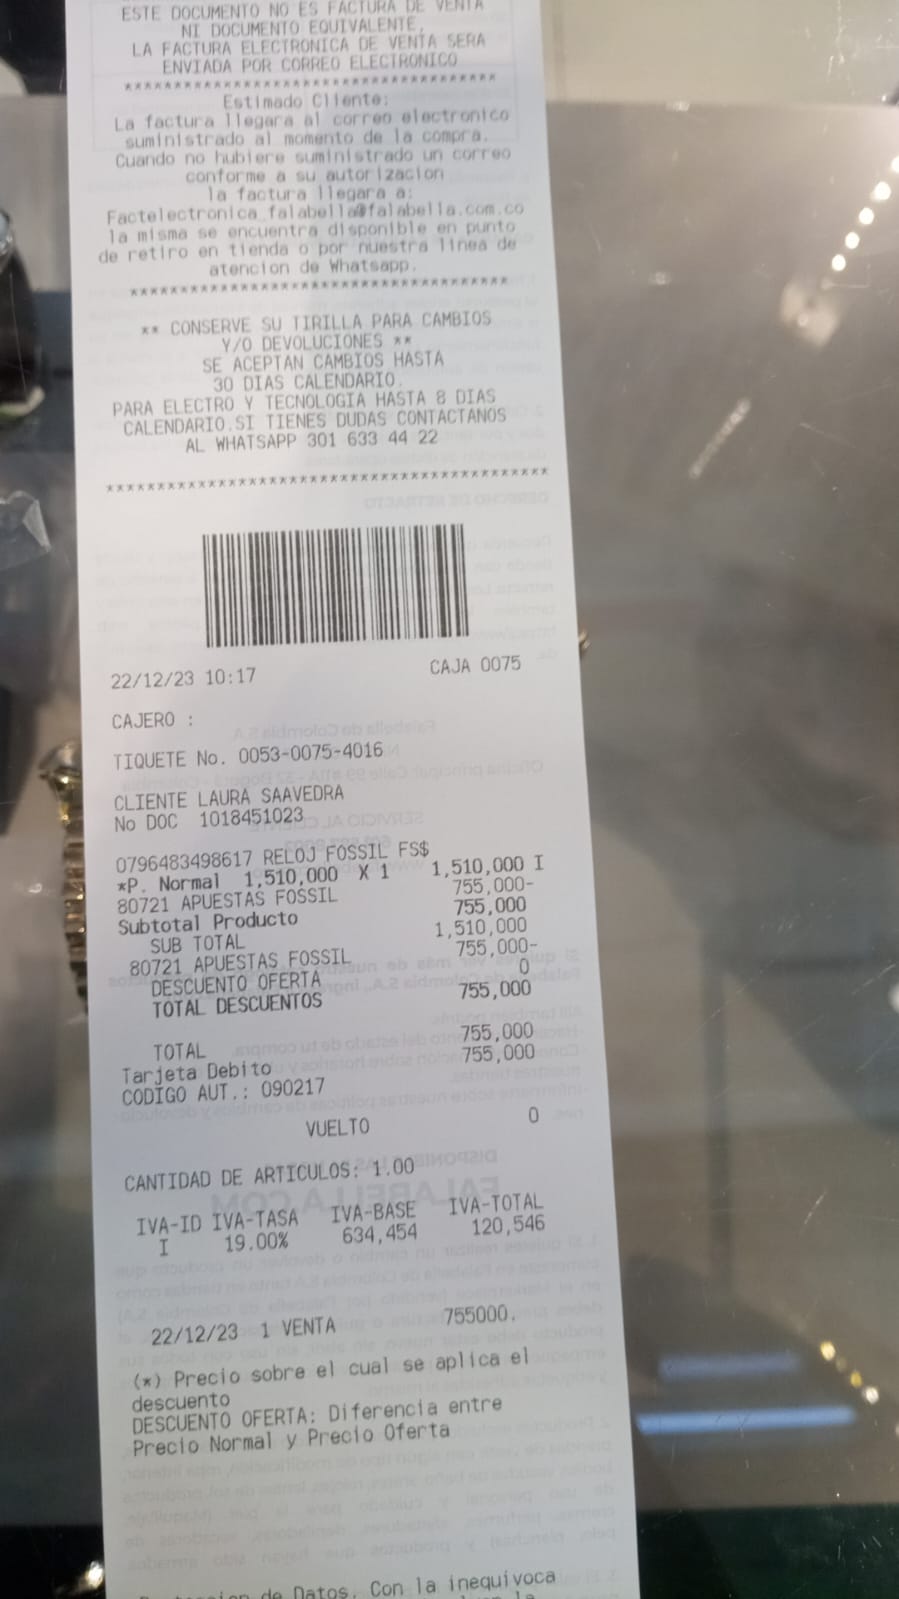 ESTE DOCUMENTO NO ES FACTURA DE VENTA
NI DOCUMENTO EQUIVALENTE,
LA FACTURA ELECTRONICA DE VENTA SERA
ENVIADA POR CORREO ELECTRONICO
****************************************
Estimado Cliente:
La factura llegara al correo electronico
suministrado al momento de la compra.
Cuando no hubiere suministrado un correo
conforme a su autorizacion
la factura llegara a:
Factelectronica_falabella@falabella.com.co
la misma se encuentra disponible en punto
de retiro en tienda o por nuestra linea de
atencion de Whatsapp.
****************************************
** CONSERVE SU TIRILLA PARA CAMBIOS
Y/O DEVOLUCIONES **
SE ACEPTAN CAMBIOS HASTA
30 DIAS CALENDARIO.
PARA ELECTRO Y TECNOLOGIA HASTA 8 DIAS
CALENDARIO.SI TIENES DUDAS CONTACTANOS
AL WHATSAPP 301 633 44 22
********************************************
22/12/23 10:17 CAJA 0075
CAJERO :
TIQUETE No. 0053-0075-4016
CLIENTE LAURA SAAVEDRA
No DOC 1018451023
0796483498617 RELOJ FOSSIL FS$
*P. Normal 1,510,000 X 1 1,510,000 I
80721 APUESTAS FOSSIL 755,000-
Subtotal Producto 755,000
SUB TOTAL 1,510,000
80721 APUESTAS FOSSIL 755,000-
DESCUENTO OFERTA 0
TOTAL DESCUENTOS 755,000
TOTAL 755,000
Tarjeta Debito 755,000
CODIGO AUT.: 090217
VUELTO 0
CANTIDAD DE ARTICULOS: 1.00
IVA-ID IVA-TASA IVA-BASE IVA-TOTAL
I 19.00% 634,454 120,546
22/12/23 1 VENTA 755000.
(*) Precio sobre el cual se aplica el
descuento
DESCUENTO OFERTA: Diferencia entre
Precio Normal y Precio Oferta
de Datos. Con la inequivoca